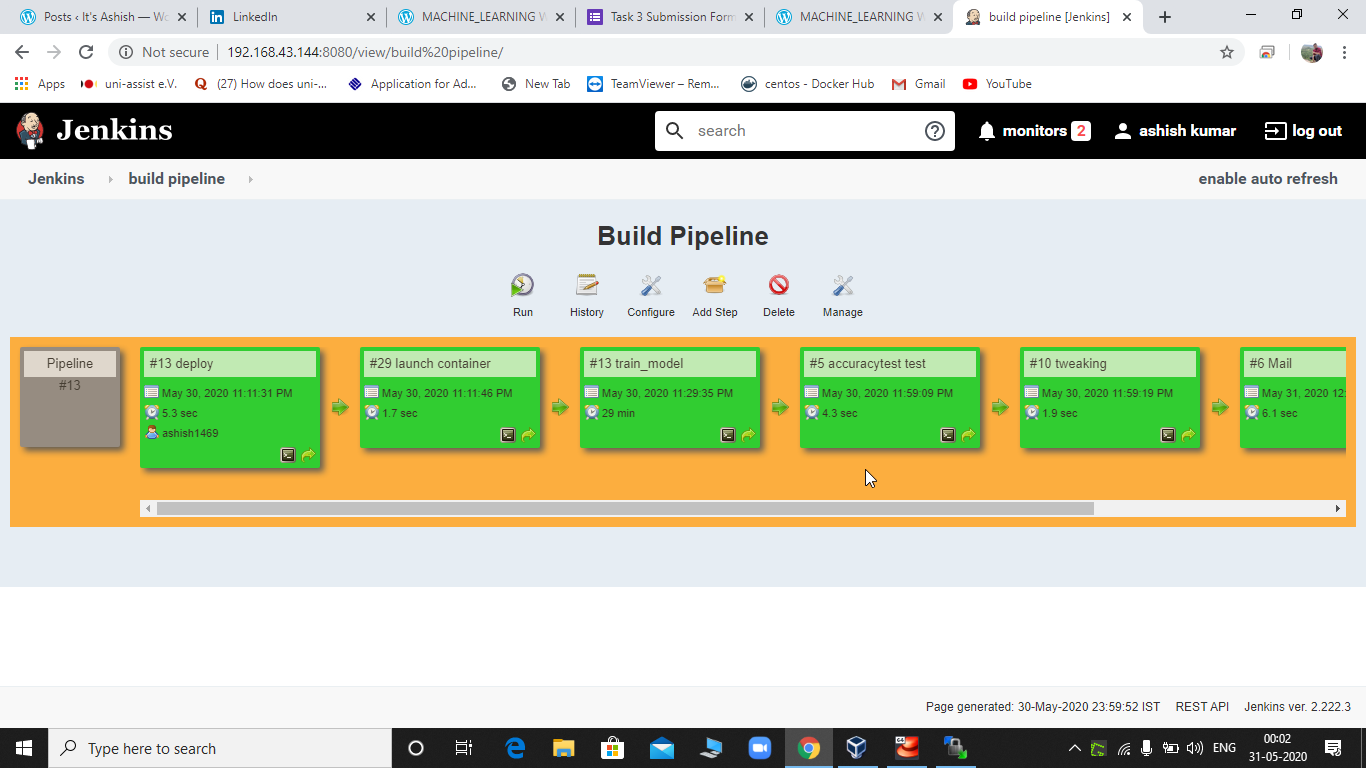 Posts ‹ It's Ashish — Wo
LinkedIn
MACHINE_LEARNING W
Task 3 Submission Form
MACHINE_LEARNING W
build pipeline [Jenkins]
Not secure
192.168.43.144:8080/view/build%20pipeline/
Apps
uni-assist e.V.
(27) How does uni-...
Application for Ad...
New Tab
TeamViewer – Rem...
centos - Docker Hub
Gmail
YouTube
Jenkins
search
monitors 2
ashish kumar
log out
Jenkins
build pipeline
enable auto refresh
Build Pipeline
Run
History
Configure
Add Step
Delete
Manage
Pipeline
#13
#13 deploy
May 30, 2020 11:11:31 PM
5.3 sec
ashish1469
#29 launch container
May 30, 2020 11:11:46 PM
1.7 sec
#13 train_model
May 30, 2020 11:29:35 PM
29 min
#5 accuracytest test
May 30, 2020 11:59:09 PM
4.3 sec
#10 tweaking
May 30, 2020 11:59:19 PM
1.9 sec
#6 Mail
May 31, 2020 12:
6.1 sec
Page generated: 30-May-2020 23:59:52 IST
REST API
Jenkins ver. 2.222.3
Type here to search
64
ENG
00:02
31-05-2020